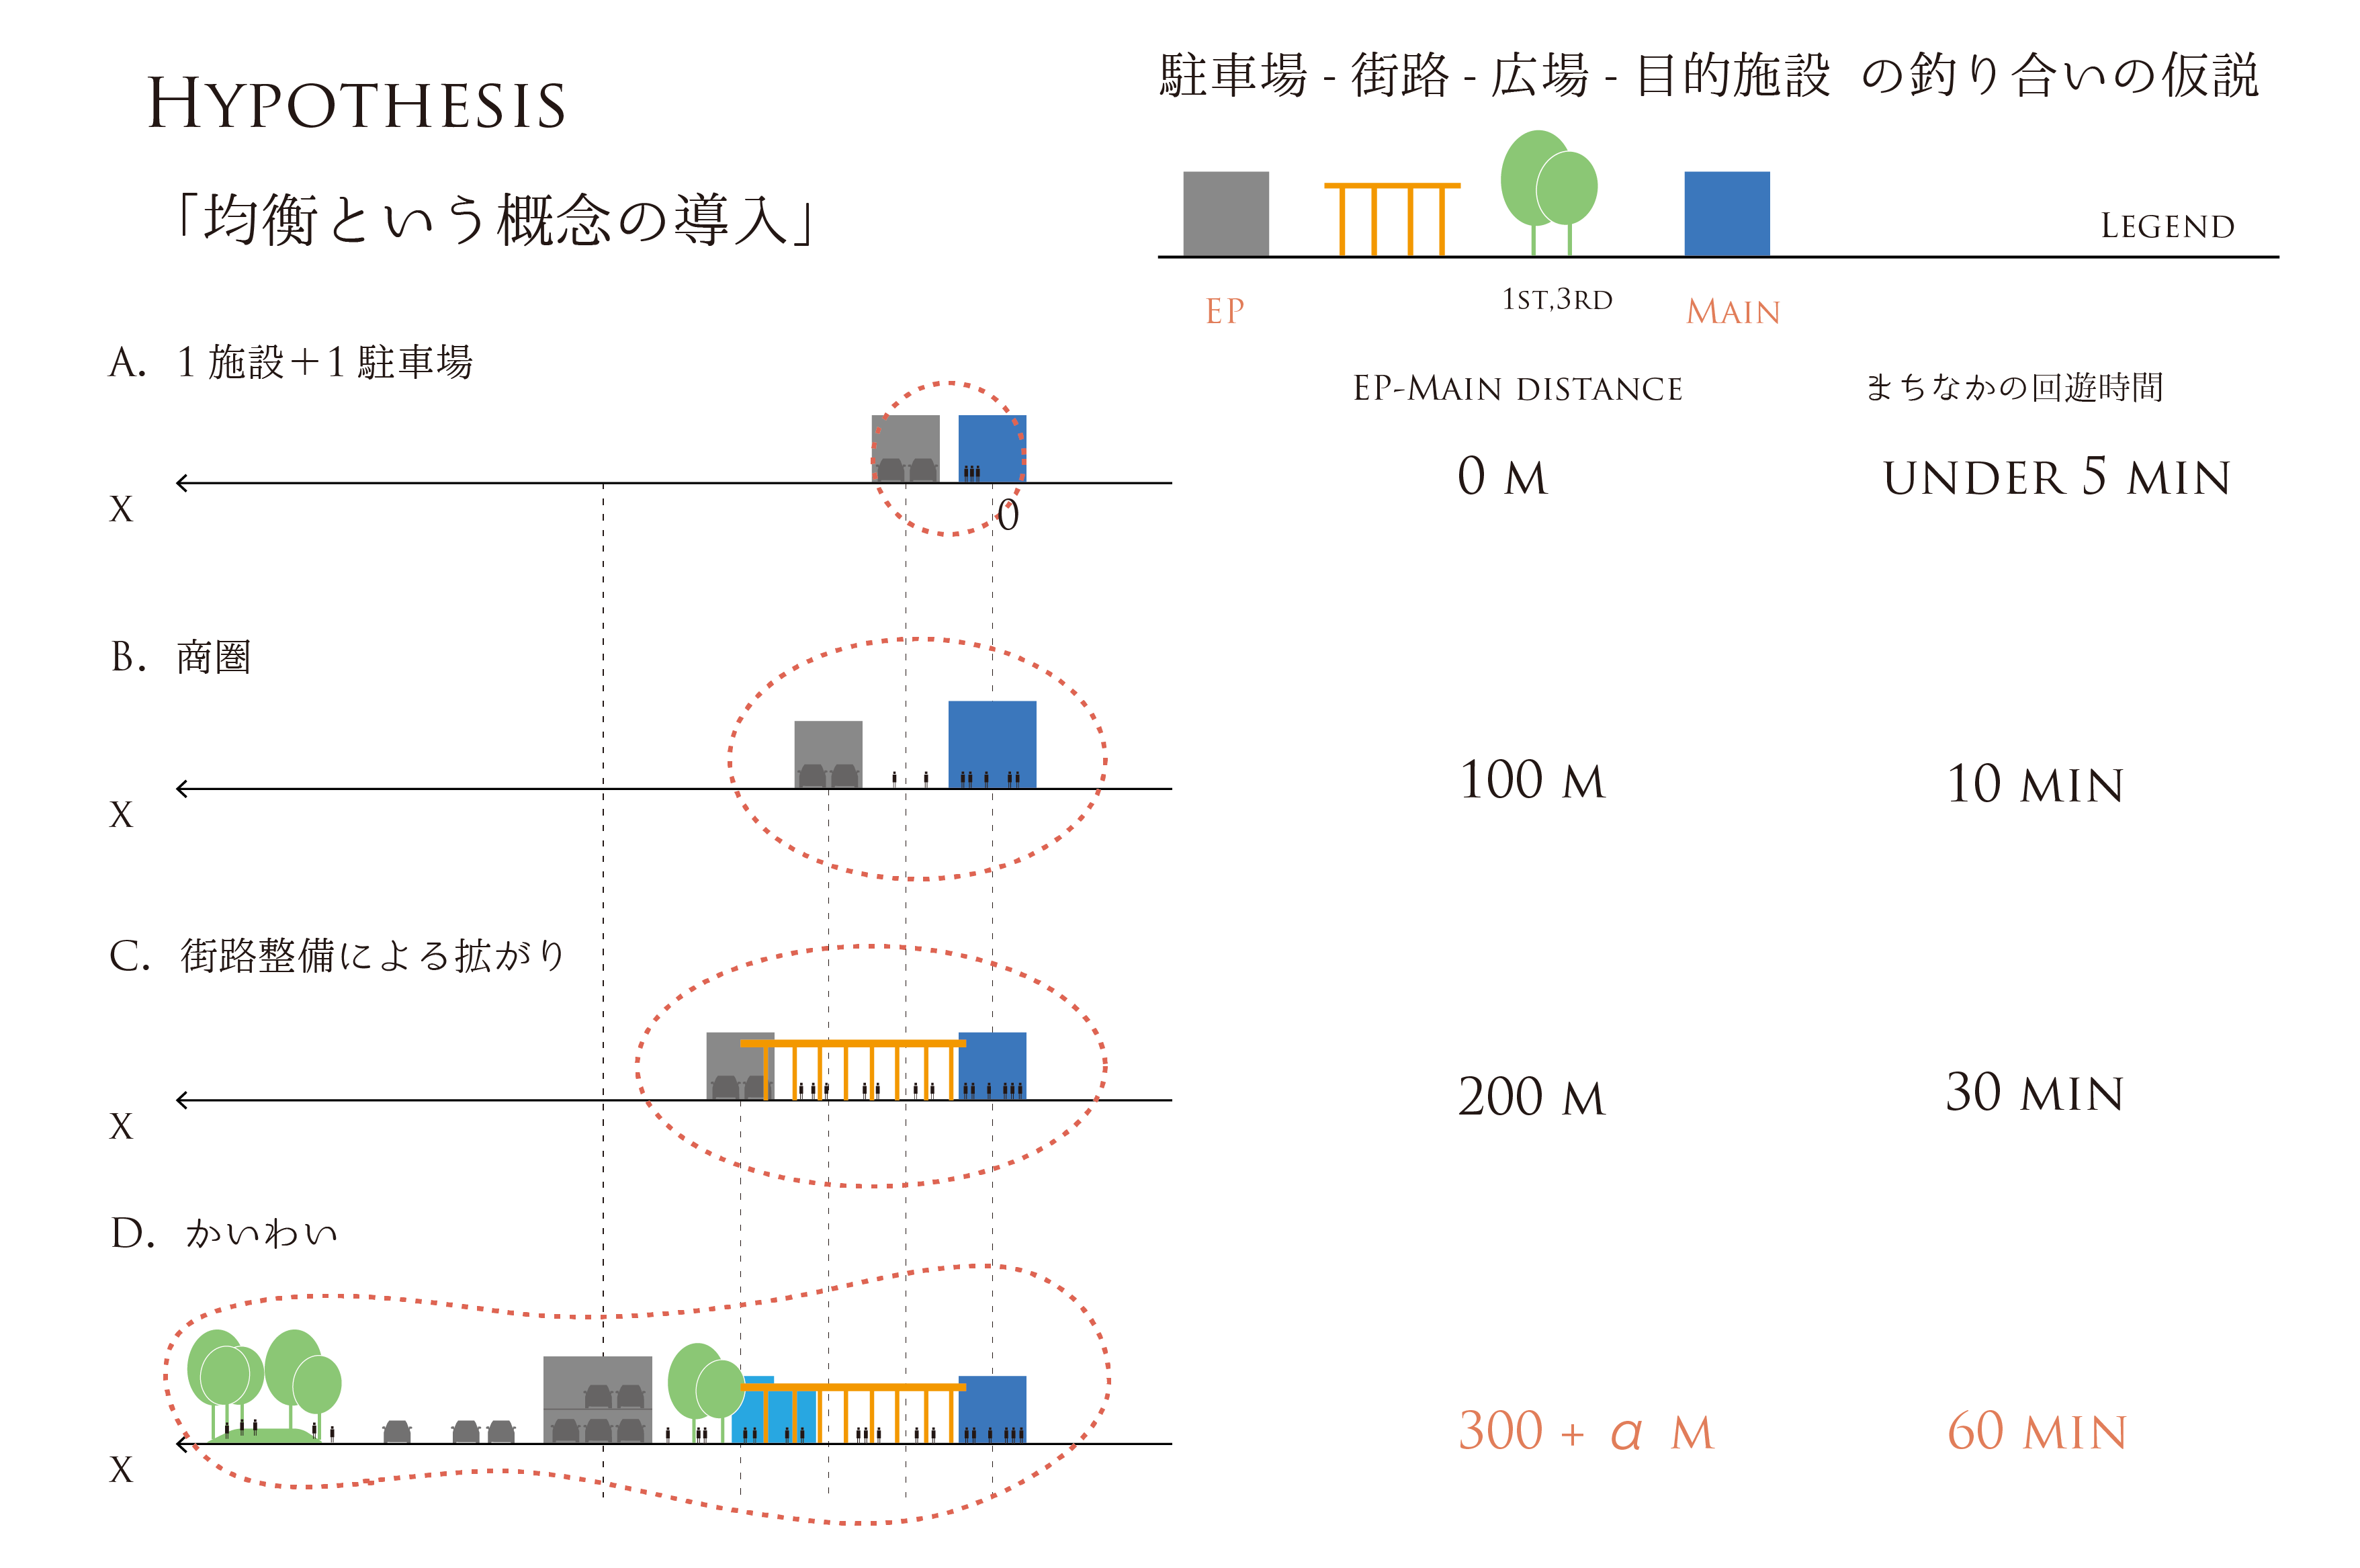 HYPOTHESIS
「均衡という概念の導入」
駐車場 - 街路 - 広場 - 目的施設 の釣り合いの仮説
LEGEND
EP
1ST,3RD
MAIN
EP-MAIN DISTANCE
まちなかの回遊時間
A. 1 施設＋1 駐車場
X
0
0 M
UNDER 5 MIN
B. 商圏
X
100 M
10 MIN
C. 街路整備による拡がり
X
200 M
30 MIN
D. かいわい
X
300 + α M
60 MIN